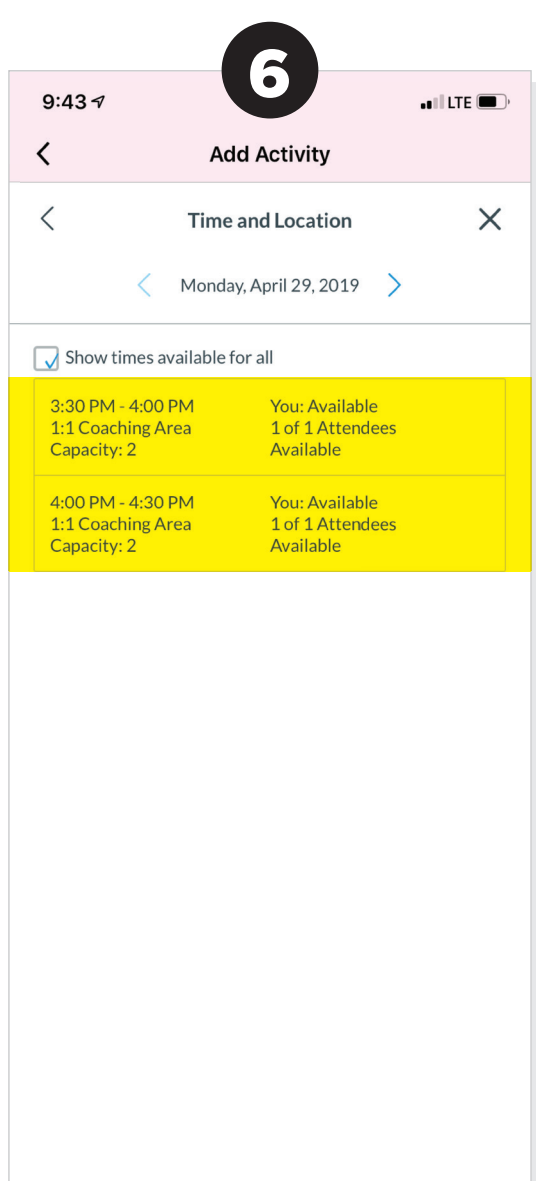 6
9:43 LTE
Add Activity
Time and Location
Monday, April 29, 2019
Show times available for all
3:30 PM - 4:00 PM You: Available
1:1 Coaching Area 1 of 1 Attendees
Capacity: 2 Available
4:00 PM - 4:30 PM You: Available
1:1 Coaching Area 1 of 1 Attendees
Capacity: 2 Available